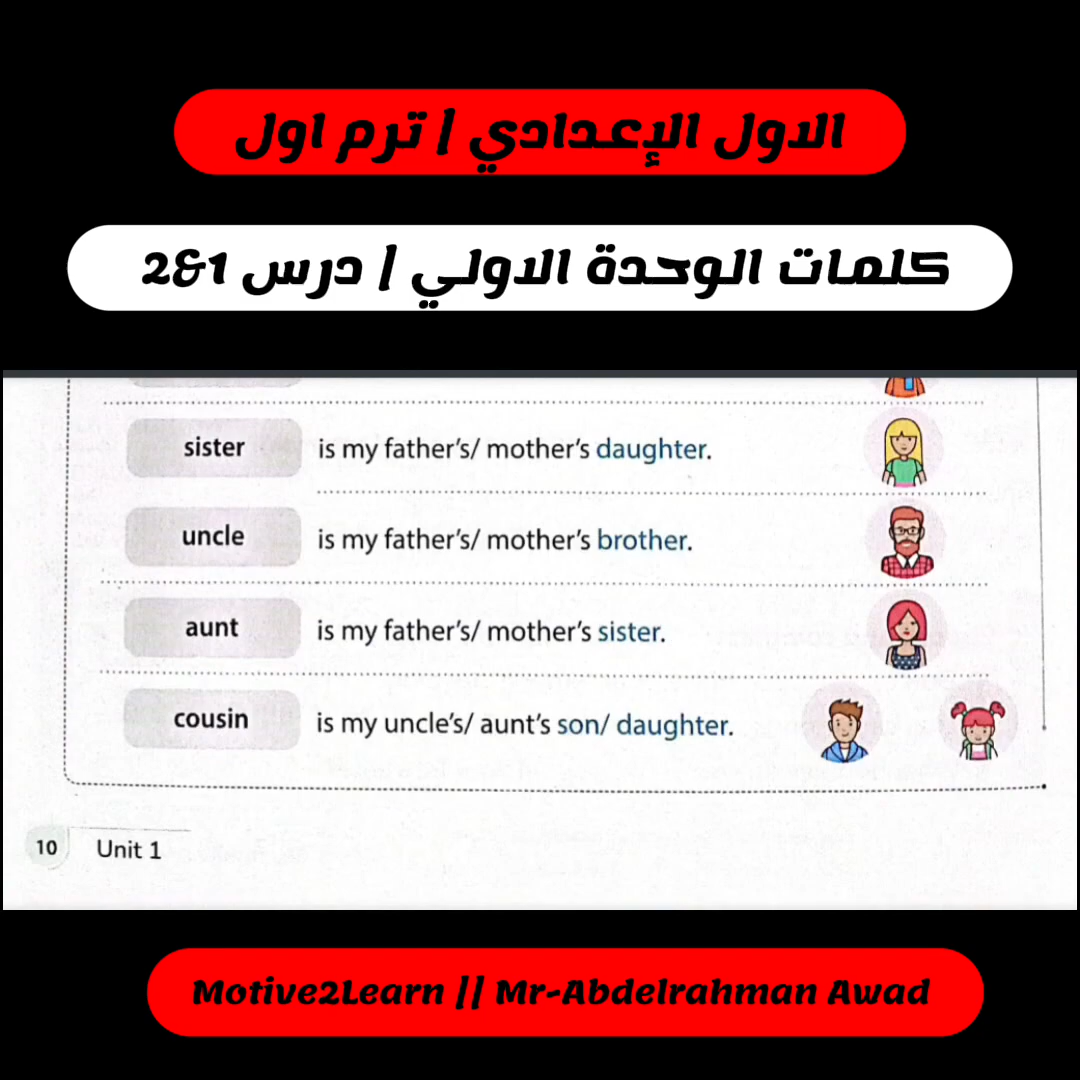 الاول الإعدادي / ترم اول
كلمات الوحدة الاولي / درس 1&2
sister is my father's/ mother's daughter.
uncle is my father's/ mother's brother.
aunt is my father's/ mother's sister.
cousin is my uncle's/ aunt's son/ daughter.
10 Unit 1
Motive2Learn || Mr-Abdelrahman Awad